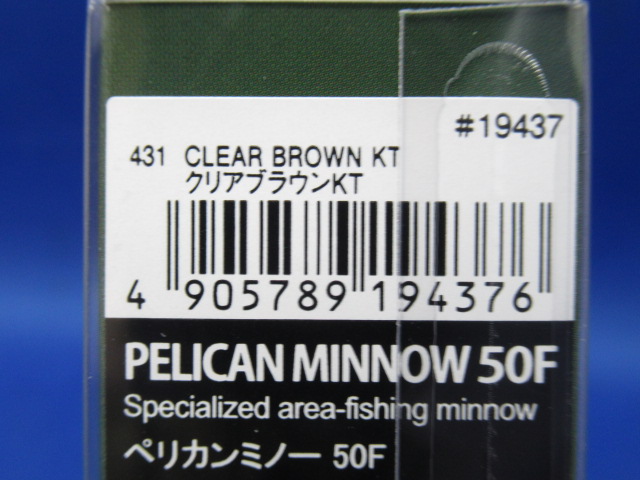 #19437
431 CLEAR BROWN KT
クリアブラウンKT
4 905789 194376
PELICAN MINNOW 50F
Specialized area-fishing minnow
ペリカンミノー 50F